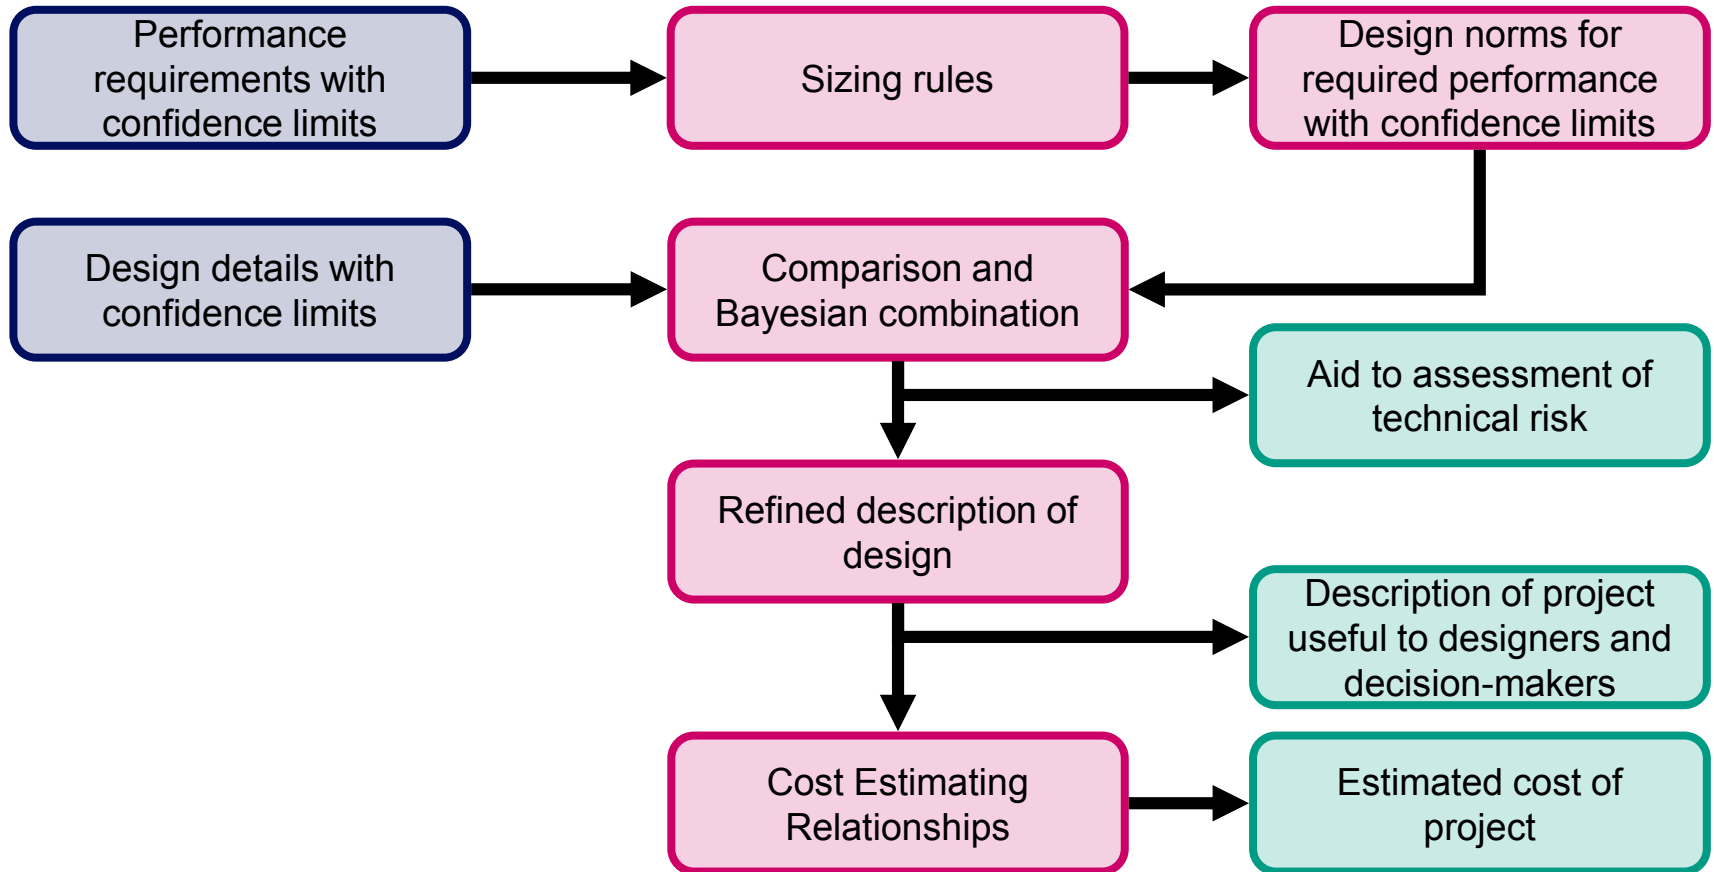 Performance
requirements with
confidence limits
Sizing rules
Design norms for
required performance
with confidence limits
Design details with
confidence limits
Comparison and
Bayesian combination
Aid to assessment of
technical risk
Refined description of
design
Description of project
useful to designers and
decision-makers
Cost Estimating
Relationships
Estimated cost of
project